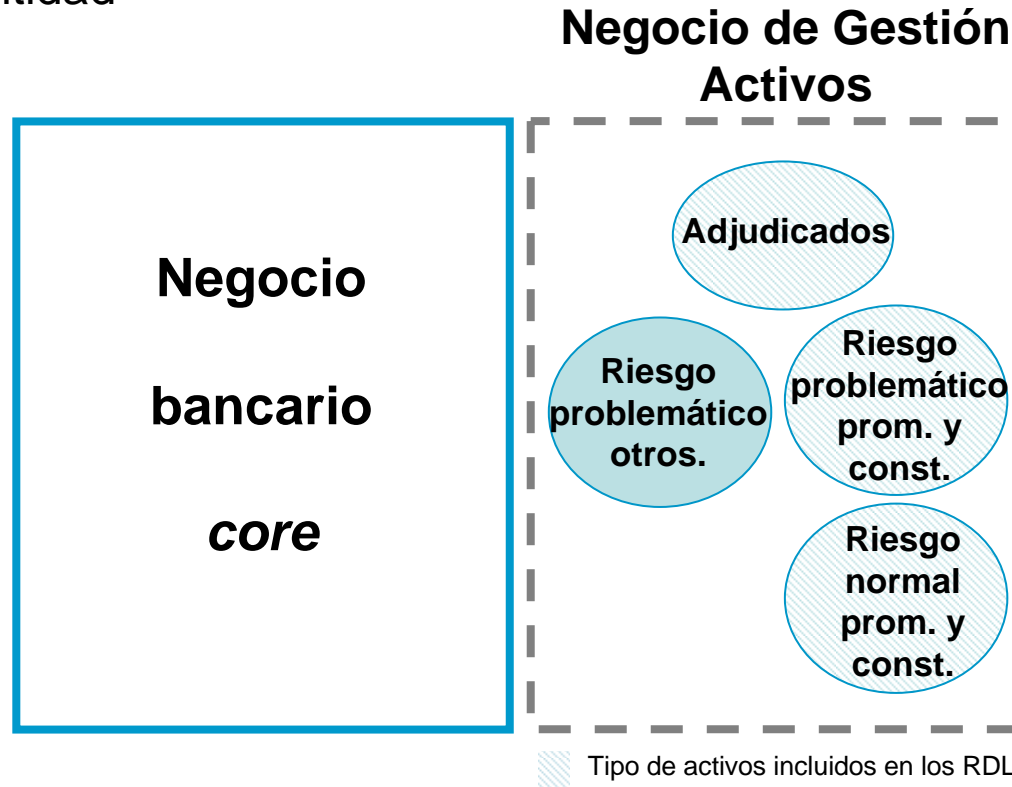 Negocio de Gestión
Activos
Negocio
bancario
core
Adjudicados
Riesgo
problemático
otros.
Riesgo
problemático
prom. y
const.
Riesgo
normal
prom. y
const.
Tipo de activos incluidos en los RDL